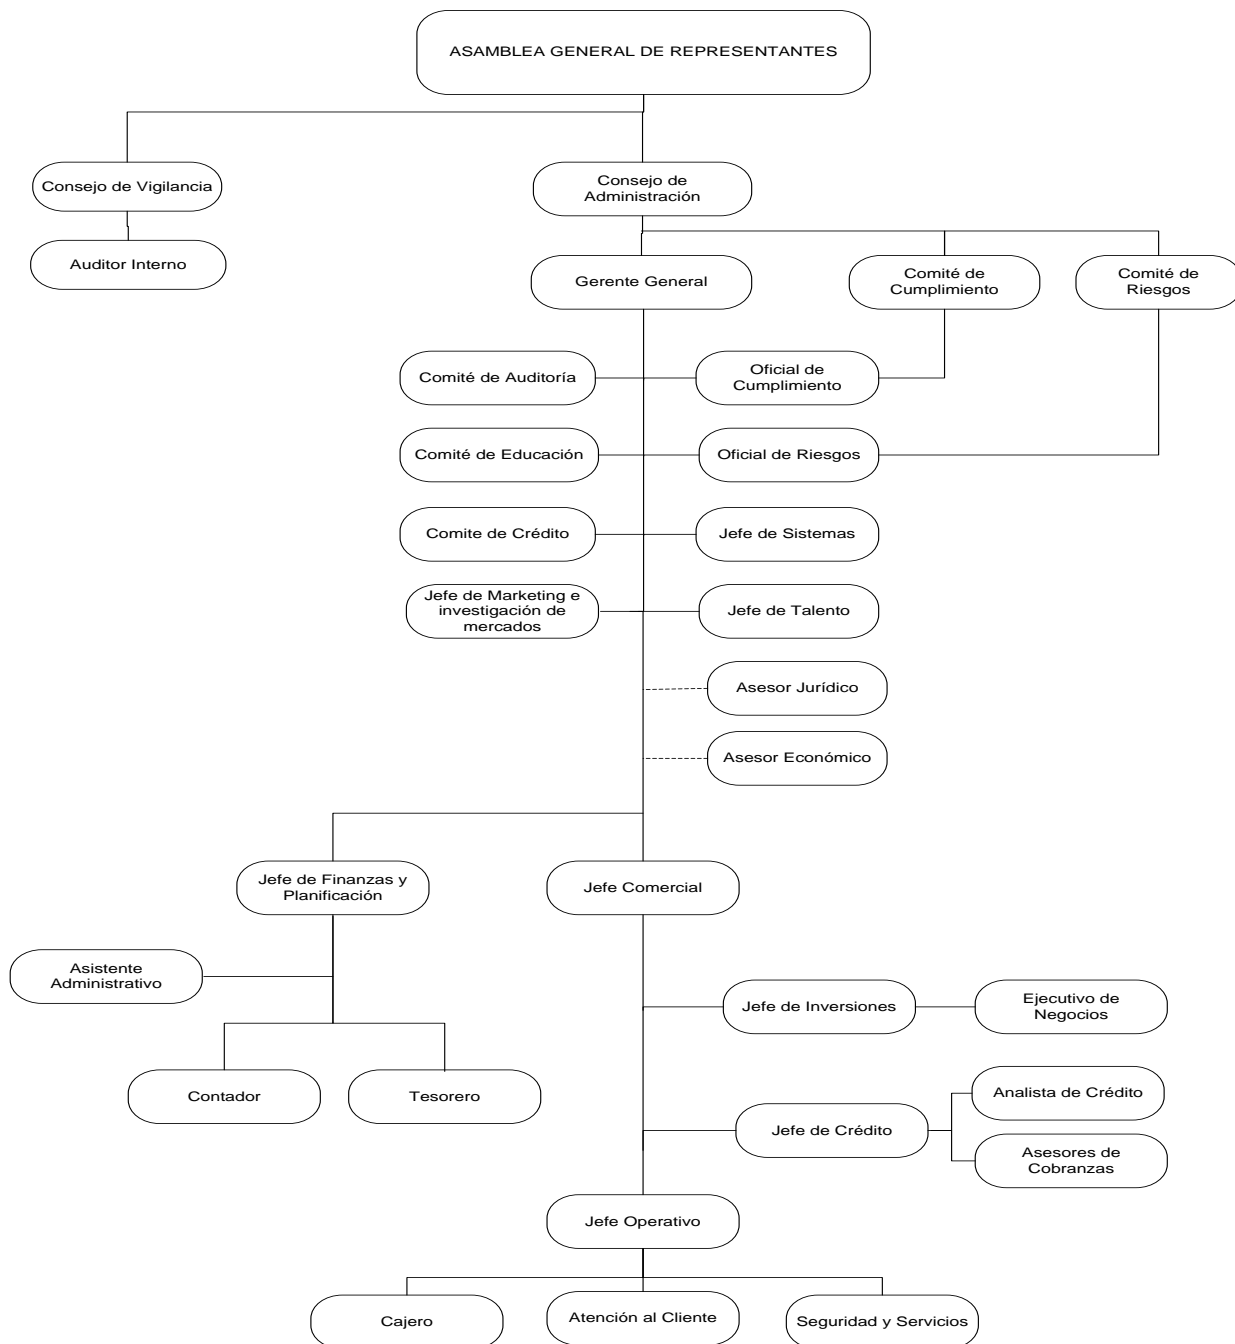 ASAMBLEA GENERAL DE REPRESENTANTES
Consejo de Vigilancia
Consejo de
Administración
Auditor Interno
Gerente General
Comité de
Cumplimiento
Comité de
Riesgos
Comité de Auditoría
Oficial de
Cumplimiento
Comité de Educación
Oficial de Riesgos
Comite de Crédito
Jefe de Sistemas
Jefe de Marketing e
investigación de
mercados
Jefe de Talento
Asesor Jurídico
Asesor Económico
Jefe de Finanzas y
Planificación
Jefe Comercial
Asistente
Administrativo
Jefe de Inversiones
Ejecutivo de
Negocios
Contador
Tesorero
Analista de Crédito
Jefe de Crédito
Asesores de
Cobranzas
Jefe Operativo
Cajero
Atención al Cliente
Seguridad y Servicios